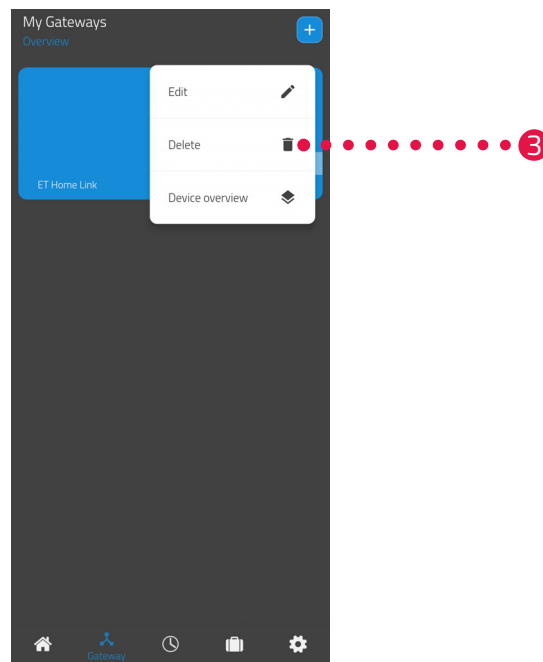 My Gateways
Overview
Edit
Delete
3
ET Home Link
Device overview
Gateway